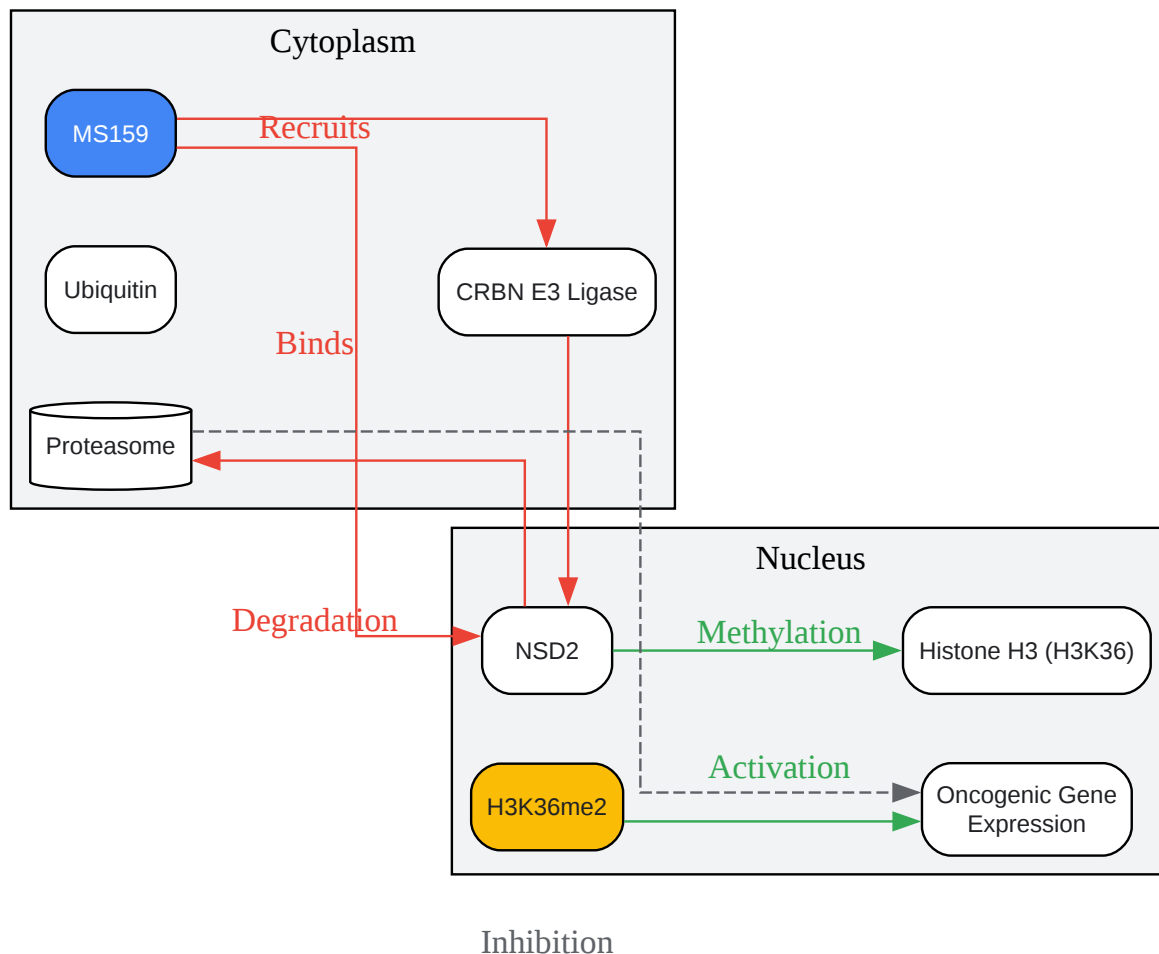 Cytoplasm
MS159
Recruits
Ubiquitin
CRBN E3 Ligase
Binds
Proteasome
Nucleus
Degradation
NSD2
Methylation
Histone H3 (H3K36)
Activation
H3K36me2
Oncogenic Gene
Expression
Inhibition